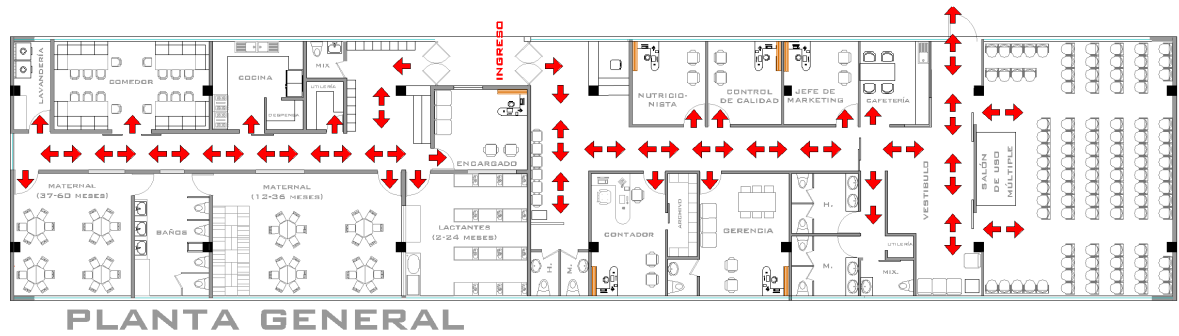 INGRESO
LAVANDERÍA
COMEDOR
COCINA
DESPENSA
MIX
UTILERÍA
NUTRICIO-
NISTA
CONTROL
DE CALIDAD
JEFE DE
MARKETING
CAFETERÍA
ENCARGADO
MATERNAL
(37-60 MESES)
BAÑOS
MATERNAL
(12-36 MESES)
LACTANTES
(2-24 MESES)
H.
M.
CONTADOR
ARCHIVO
GERENCIA
H.
M.
UTILERÍA
MIX.
VESTIBULO
SALÓN
DE USO
MÚLTIPLE
PLANTA GENERAL